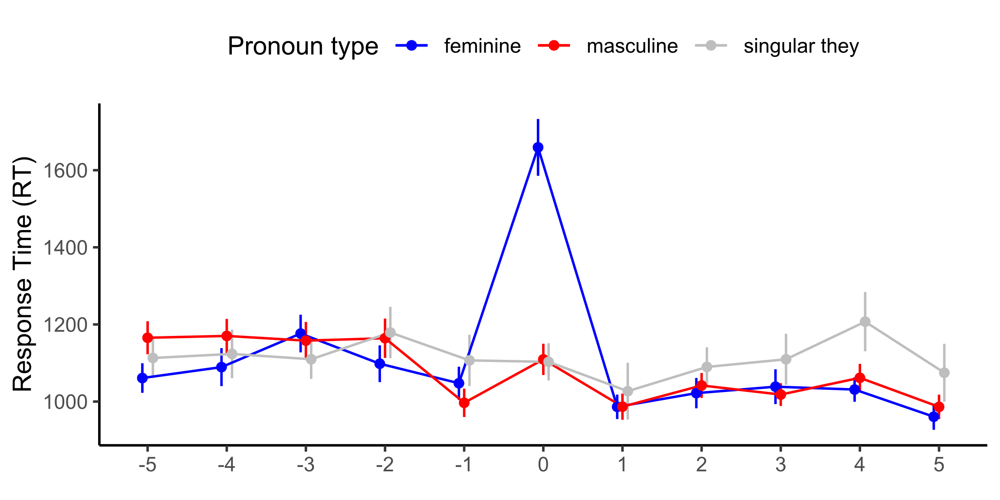 Pronoun type feminine masculine singular they
Response Time (RT)
1600
1400
1200
1000
-5 -4 -3 -2 -1 0 1 2 3 4 5